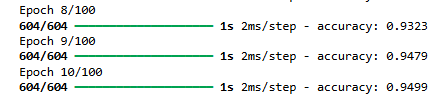 Epoch 8/100
604/604 ━━━━━━━━━━━━━━━━━━━━ 1s 2ms/step - accuracy: 0.9323
Epoch 9/100
604/604 ━━━━━━━━━━━━━━━━━━━━ 1s 2ms/step - accuracy: 0.9479
Epoch 10/100
604/604 ━━━━━━━━━━━━━━━━━━━━ 1s 2ms/step - accuracy: 0.9499